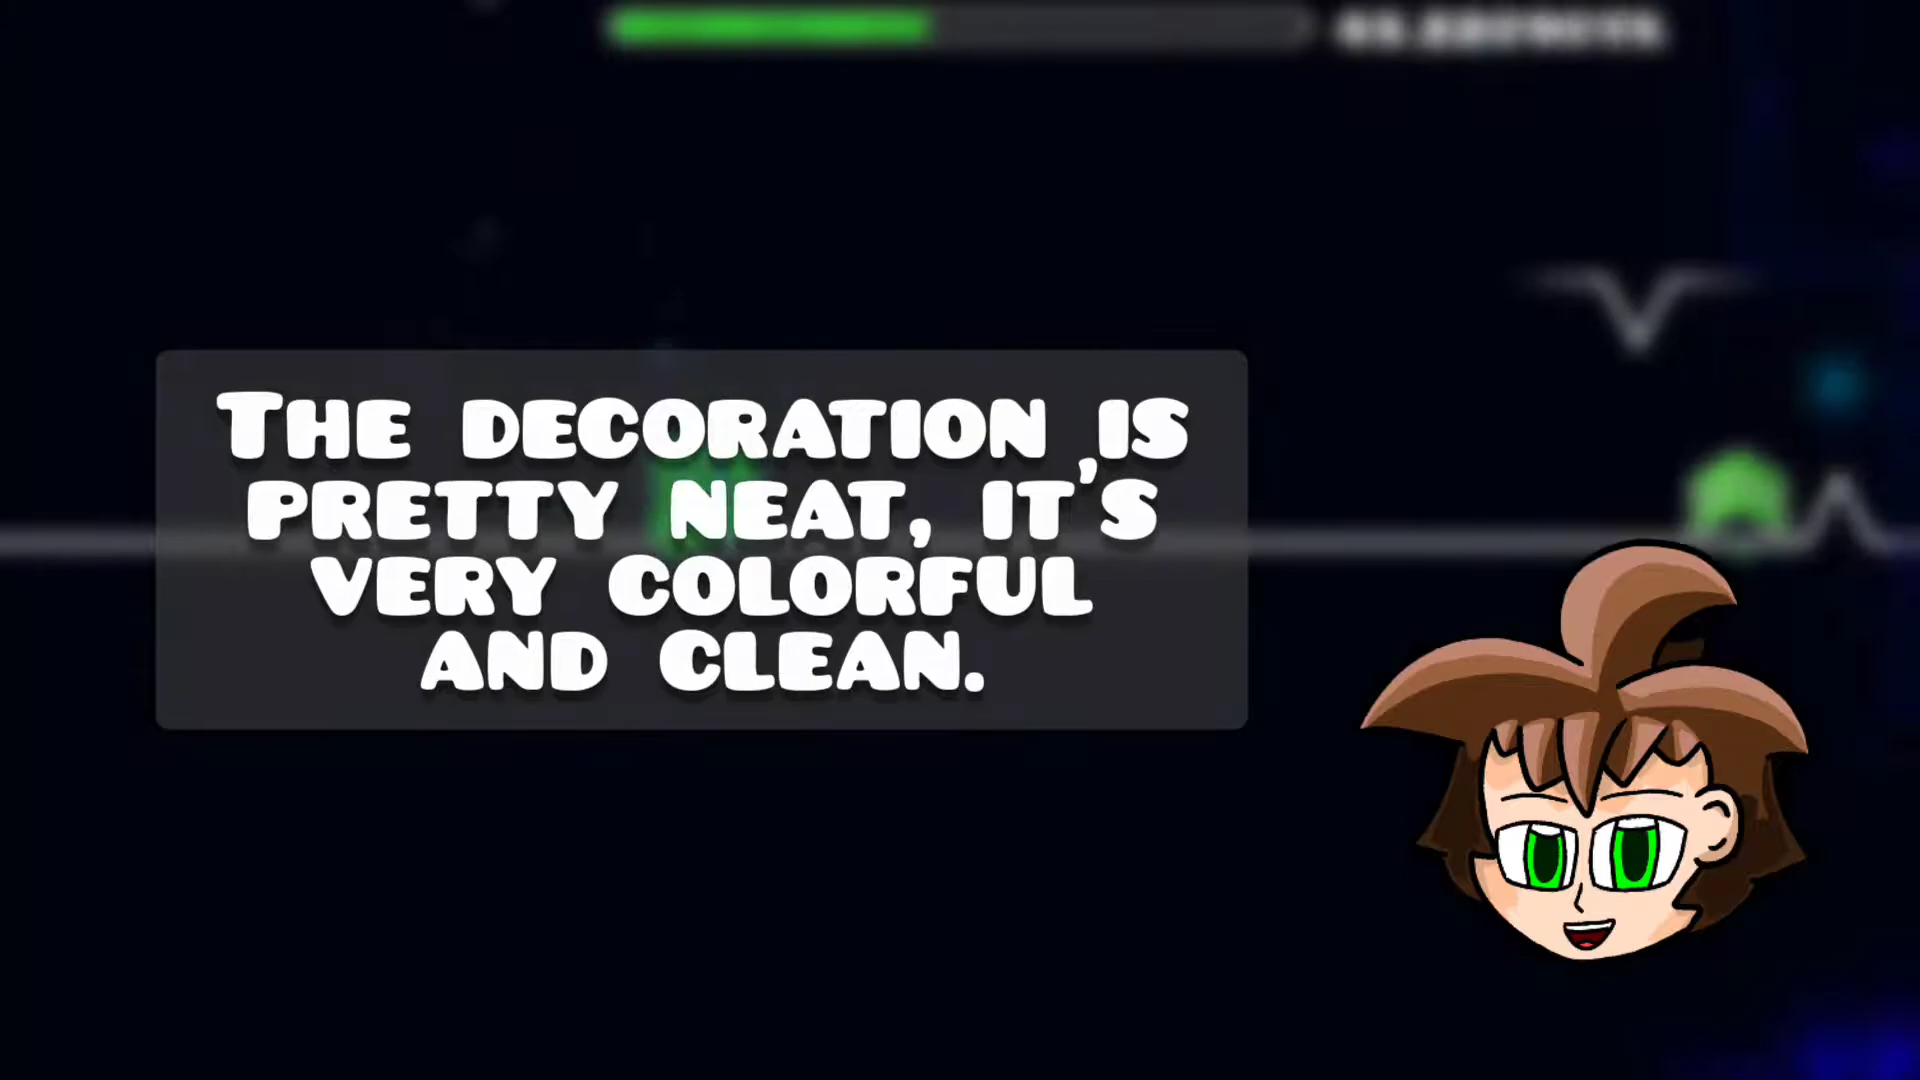 The decoration is
pretty neat, it's
very colorful
and clean.